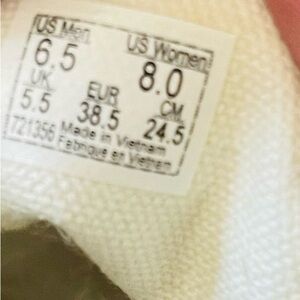 US Men US Women
6.5 8.0
UK EUR CM
5.5 38.5 24.5
721356 Made in Vietnam
Fabriqué en Vietnam